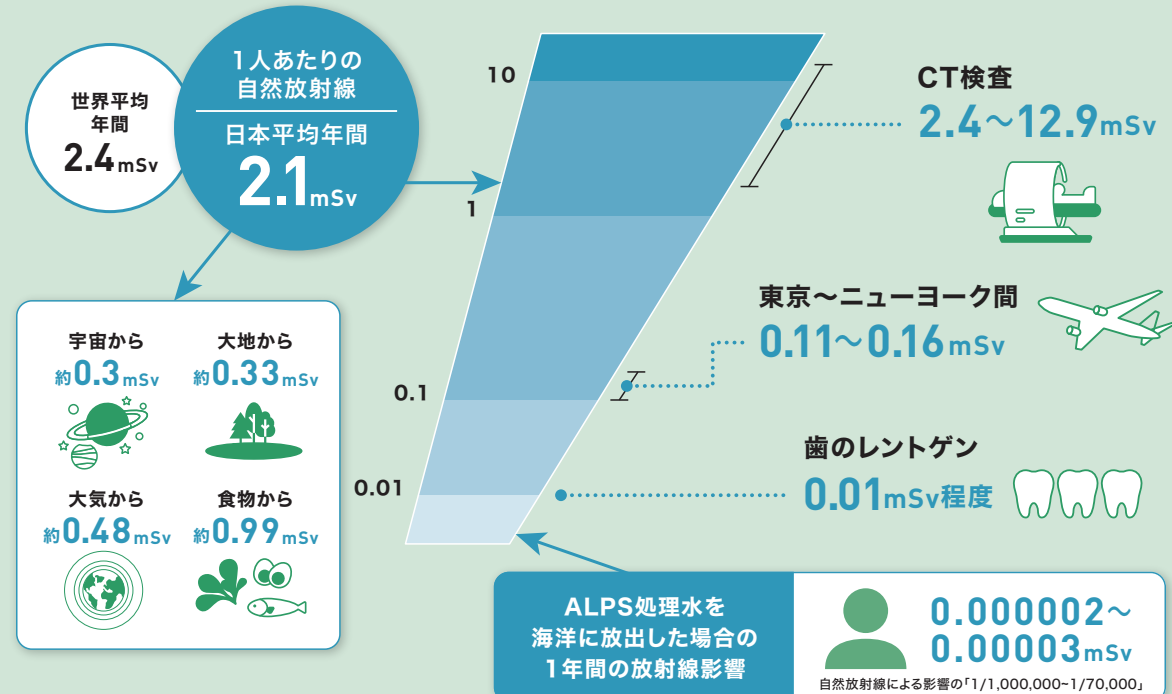 世界平均
年間
2.4mSv
1人あたりの
自然放射線
日本平均年間
2.1mSv
宇宙から
約0.3mSv
大地から
約0.33mSv
大気から
約0.48mSv
食物から
約0.99mSv
10
1
0.1
0.01
CT検査
2.4〜12.9mSv
東京〜ニューヨーク間
0.11〜0.16mSv
歯のレントゲン
0.01mSv程度
ALPS処理水を
海洋に放出した場合の
1年間の放射線影響
0.000002〜
0.00003mSv
自然放射線による影響の「1/1,000,000~1/70,000」